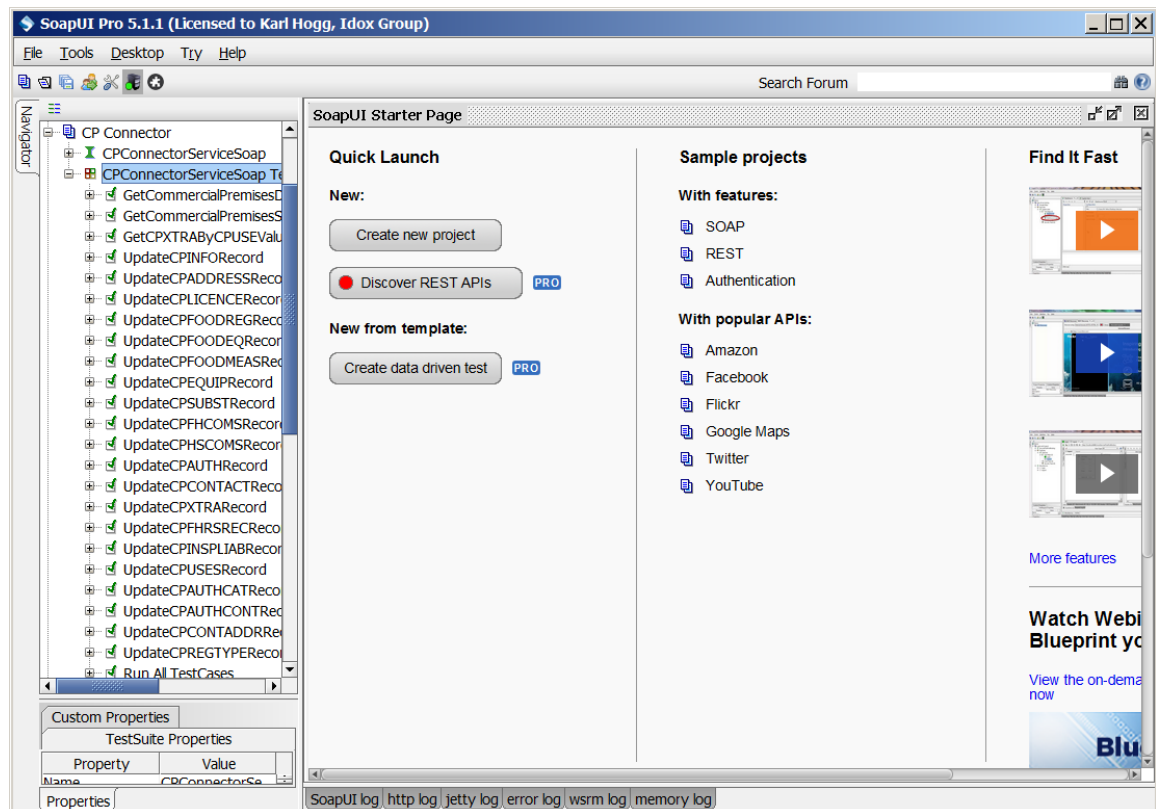 SoapUI Pro 5.1.1 (Licensed to Karl Hogg, Idox Group)
File Tools Desktop Try Help
Search Forum
Navigator
CP Connector
CPConnectorServiceSoap
CPConnectorServiceSoap Te
GetCommercialPremisesD
GetCommercialPremisesS
GetCPXTRAByCPUSEValu
UpdateCPINFORecord
UpdateCPADDRESSReco
UpdateCPLICENCERecor
UpdateCPFOODREGReco
UpdateCPFOODEQRecor
UpdateCPFOODMEASRec
UpdateCPEQUIPRecord
UpdateCPSUBSTRecord
UpdateCPFHCOMSRecor
UpdateCPHSCOMSRecor
UpdateCPAUTHRecord
UpdateCPCONTACTReco
UpdateCPXTRARecord
UpdateCPFHRSRECReco
UpdateCPINSPLIABRecor
UpdateCPUSESRecord
UpdateCPAUTHCATReco
UpdateCPAUTHCONTRec
UpdateCPCONTADDRRe
UpdateCPREGTYPERecor
Run All TestCases
Custom Properties
TestSuite Properties
Property Value
Name CPConnectorSe
Properties
SoapUI Starter Page
Quick Launch
New:
Create new project
Discover REST APIs PRO
New from template:
Create data driven test PRO
Sample projects
With features:
SOAP
REST
Authentication
With popular APIs:
Amazon
Facebook
Flickr
Google Maps
Twitter
YouTube
Find It Fast
More features
Watch Webi
Blueprint yo
View the on-dema
now
Blu
SoapUI log http log jetty log error log wsrm log memory log